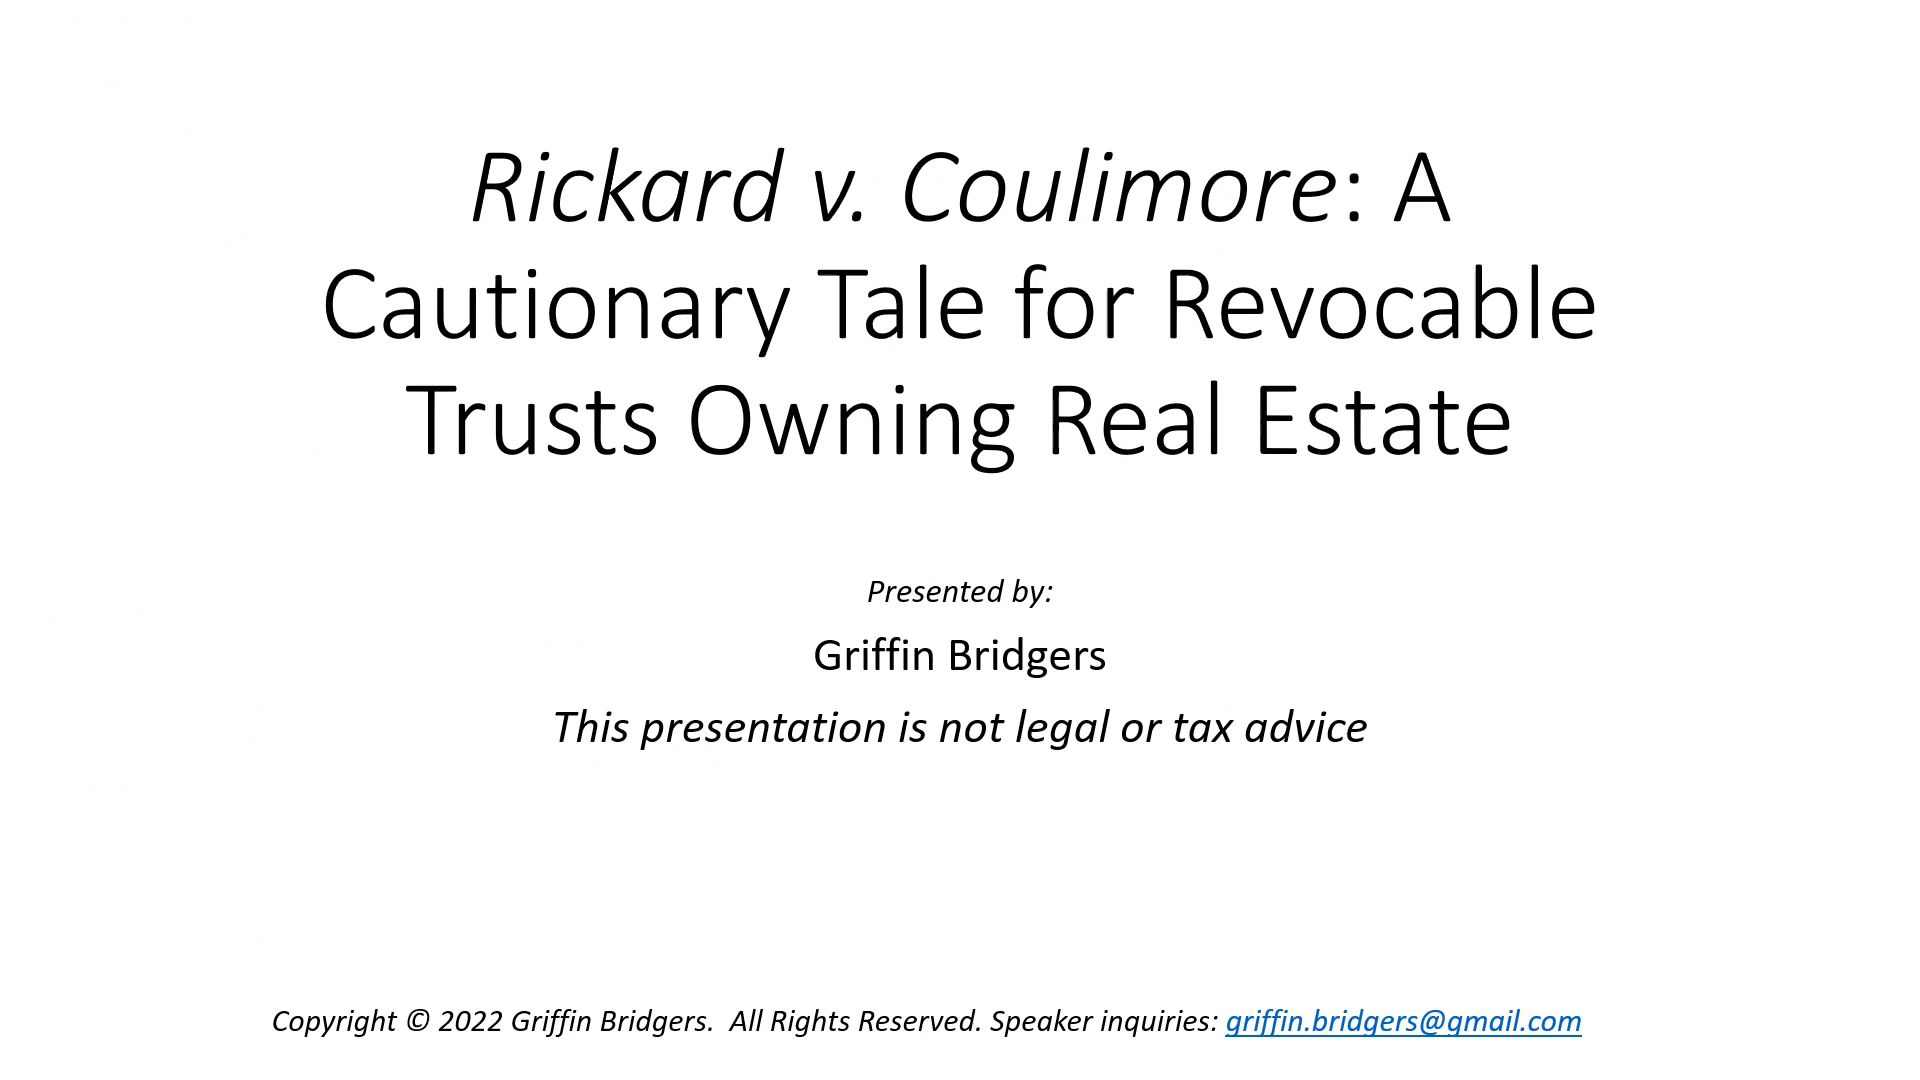 Rickard v. Coulimore: A
Cautionary Tale for Revocable
Trusts Owning Real Estate
Presented by:
Griffin Bridgers
This presentation is not legal or tax advice
Copyright © 2022 Griffin Bridgers.  All Rights Reserved. Speaker inquiries: griffin.bridgers@gmail.com